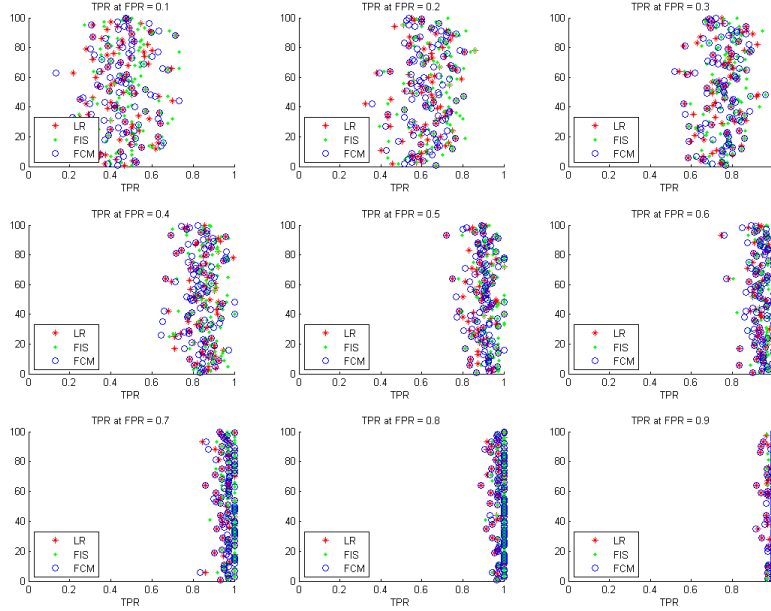 TPR at FPR = 0.1
100
80
60
40
20
0
LR
FIS
FCM
0 0.2 0.4 0.6 0.8 1
TPR
TPR at FPR = 0.2
100
80
60
40
20
0
LR
FIS
FCM
0 0.2 0.4 0.6 0.8 1
TPR
TPR at FPR = 0.3
100
80
60
40
20
0
LR
FIS
FCM
0 0.2 0.4 0.6 0.8
TPR
TPR at FPR = 0.4
100
80
60
40
20
0
LR
FIS
FCM
0 0.2 0.4 0.6 0.8 1
TPR
TPR at FPR = 0.5
100
80
60
40
20
0
LR
FIS
FCM
0 0.2 0.4 0.6 0.8 1
TPR
TPR at FPR = 0.6
100
80
60
40
20
0
LR
FIS
FCM
0 0.2 0.4 0.6 0.8
TPR
TPR at FPR = 0.7
100
80
60
40
20
0
LR
FIS
FCM
0 0.2 0.4 0.6 0.8 1
TPR
TPR at FPR = 0.8
100
80
60
40
20
0
LR
FIS
FCM
0 0.2 0.4 0.6 0.8 1
TPR
TPR at FPR = 0.9
100
80
60
40
20
0
LR
FIS
FCM
0 0.2 0.4 0.6 0.8
TPR